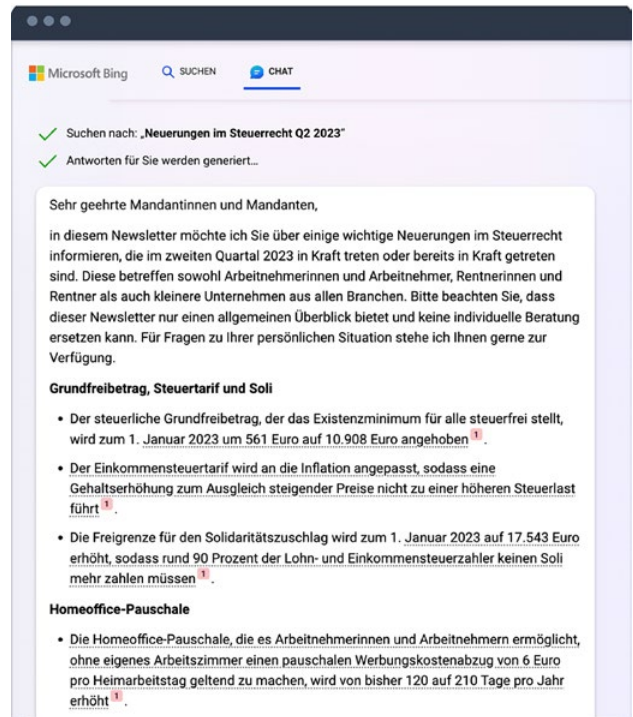 Microsoft Bing SUCHEN CHAT
Suchen nach: „Neuerungen im Steuerrecht Q2 2023"
Antworten für Sie werden generiert...
Sehr geehrte Mandantinnen und Mandanten,
in diesem Newsletter möchte ich Sie über einige wichtige Neuerungen im Steuerrecht
informieren, die im zweiten Quartal 2023 in Kraft treten oder bereits in Kraft getreten
sind. Diese betreffen sowohl Arbeitnehmerinnen und Arbeitnehmer, Rentnerinnen und
Rentner als auch kleinere Unternehmen aus allen Branchen. Bitte beachten Sie, dass
dieser Newsletter nur einen allgemeinen Überblick bietet und keine individuelle Beratung
ersetzen kann. Für Fragen zu Ihrer persönlichen Situation stehe ich Ihnen gerne zur
Verfügung.
Grundfreibetrag, Steuertarif und Soli
• Der steuerliche Grundfreibetrag, der das Existenzminimum für alle steuerfrei stellt,
wird zum 1. Januar 2023 um 561 Euro auf 10.908 Euro angehoben 1 .
• Der Einkommensteuertarif wird an die Inflation angepasst, sodass eine
Gehaltserhöhung zum Ausgleich steigender Preise nicht zu einer höheren Steuerlast
führt 1 .
• Die Freigrenze für den Solidaritätszuschlag wird zum 1. Januar 2023 auf 17.543 Euro
erhöht, sodass rund 90 Prozent der Lohn- und Einkommensteuerzahler keinen Soli
mehr zahlen müssen 1 .
Homeoffice-Pauschale
• Die Homeoffice-Pauschale, die es Arbeitnehmerinnen und Arbeitnehmern ermöglicht,
ohne eigenes Arbeitszimmer einen pauschalen Werbungskostenabzug von 6 Euro
pro Heimarbeitstag geltend zu machen, wird von bisher 120 auf 210 Tage pro Jahr
erhöht 1 .